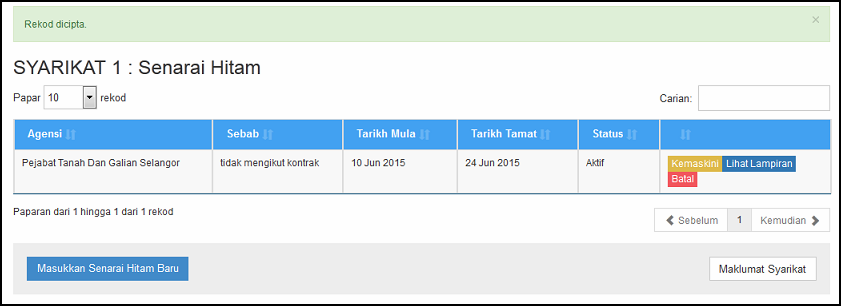 Rekod dicipta.
×
SYARIKAT 1 : Senarai Hitam
Papar 10 rekod
Carian:
Agensi Sebab Tarikh Mula Tarikh Tamat Status
Pejabat Tanah Dan Galian Selangor tidak mengikut kontrak 10 Jun 2015 24 Jun 2015 Aktif Kemaskini Lihat Lampiran
Batal
Paparan dari 1 hingga 1 dari 1 rekod
Sebelum 1 Kemudian
Masukkan Senarai Hitam Baru Maklumat Syarikat